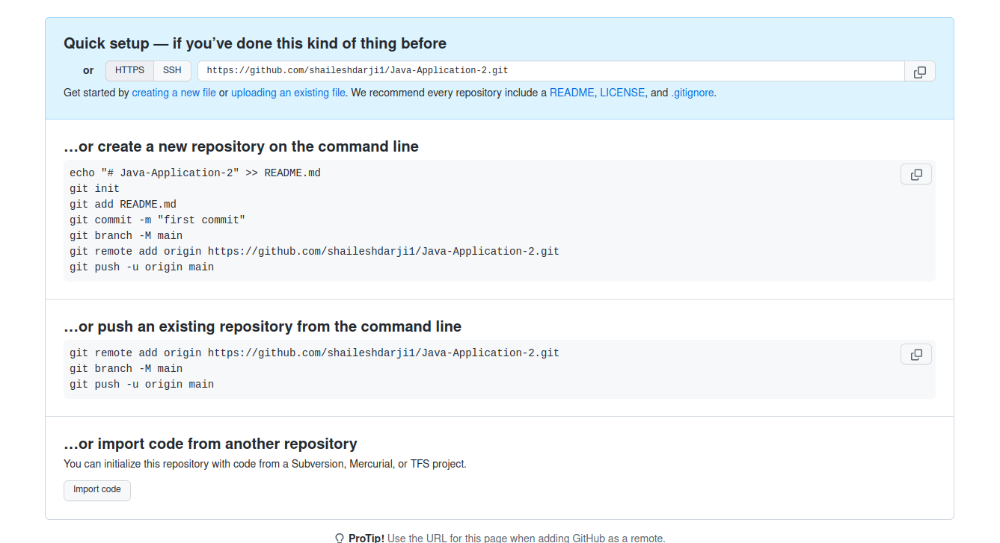 Quick setup — if you’ve done this kind of thing before
or HTTPS SSH https://github.com/shaileshdarji1/Java-Application-2.git
Get started by creating a new file or uploading an existing file. We recommend every repository include a README, LICENSE, and .gitignore.
…or create a new repository on the command line
echo "# Java-Application-2" >> README.md
git init
git add README.md
git commit -m "first commit"
git branch -M main
git remote add origin https://github.com/shaileshdarji1/Java-Application-2.git
git push -u origin main
…or push an existing repository from the command line
git remote add origin https://github.com/shaileshdarji1/Java-Application-2.git
git branch -M main
git push -u origin main
…or import code from another repository
You can initialize this repository with code from a Subversion, Mercurial, or TFS project.
Import code
ProTip! Use the URL for this page when adding GitHub as a remote.